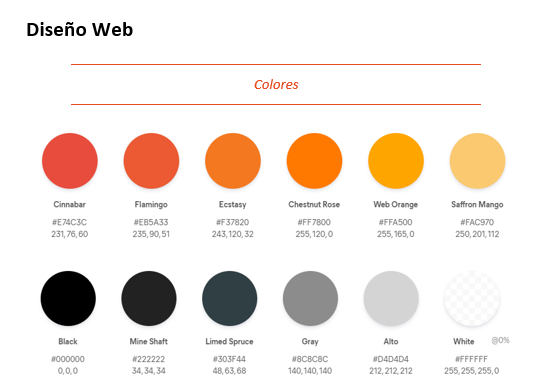 Diseño Web
Colores
Cinnabar Flamingo Ecstasy Chestnut Rose Web Orange Saffron Mango
#E74C3C #EB5A33 #F37820 #FF7800 #FFA500 #FAC970
231,76,60 235,90,51 243,120,32 255,120,0 255,165,0 250,201,112
Black Mine Shaft Limed Spruce Gray Alto White @0%
#000000 #222222 #303F44 #8C8C8C #D4D4D4 #FFFFFF
0,0,0 34,34,34 48,63,68 140,140,140 212,212,212 255,255,255,0